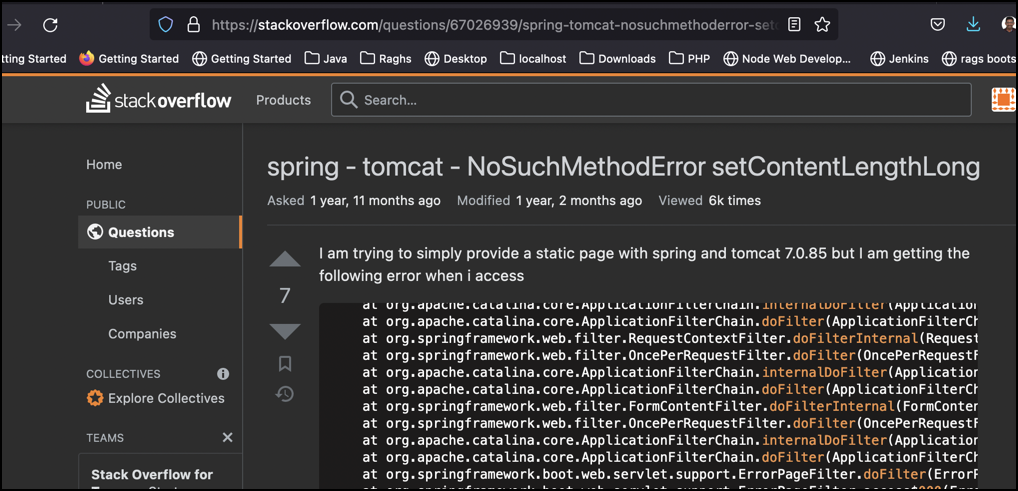 https://stackoverflow.com/questions/67026939/spring-tomcat-nosuchmethoderror-set
tting Started Getting Started Getting Started Java Raghs Desktop localhost Downloads PHP Node Web Develop... Jenkins rags boots
stackoverflow Products Search...
Home
PUBLIC
Questions
Tags
Users
Companies
COLLECTIVES
Explore Collectives
TEAMS
Stack Overflow for
spring - tomcat - NoSuchMethodError setContentLengthLong
Asked 1 year, 11 months ago Modified 1 year, 2 months ago Viewed 6k times
7
I am trying to simply provide a static page with spring and tomcat 7.0.85 but I am getting the
following error when i access
at org.apache.catalina.core.ApplicationFilterChain.internalDoFilter(Application
at org.apache.catalina.core.ApplicationFilterChain.doFilter(ApplicationFilterCh
at org.springframework.web.filter.RequestContextFilter.doFilterInternal(Request
at org.springframework.web.filter.OncePerRequestFilter.doFilter(OncePerRequestF
at org.apache.catalina.core.ApplicationFilterChain.internalDoFilter(Application
at org.apache.catalina.core.ApplicationFilterChain.doFilter(ApplicationFilterCh
at org.springframework.web.filter.FormContentFilter.doFilterInternal(FormConten
at org.springframework.web.filter.OncePerRequestFilter.doFilter(OncePerRequestF
at org.apache.catalina.core.ApplicationFilterChain.internalDoFilter(Application
at org.apache.catalina.core.ApplicationFilterChain.doFilter(ApplicationFilterCh
at org.springframework.boot.web.servlet.support.ErrorPageFilter.doFilter(ErrorP